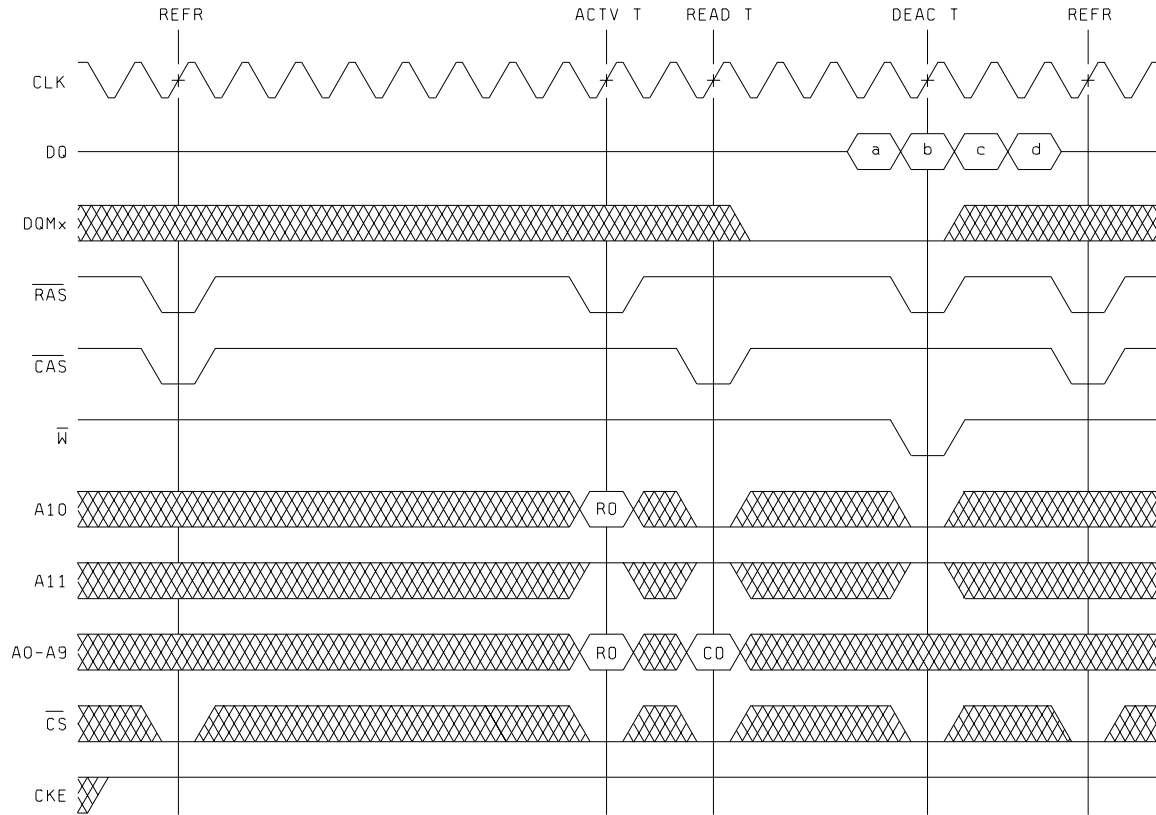 REFR ACTV T READ T DEAC T REFR
CLK
DQ a b c d
DQMx
RAS
CAS
W
A10 R0
A11
A0-A9 R0 C0
CS
CKE